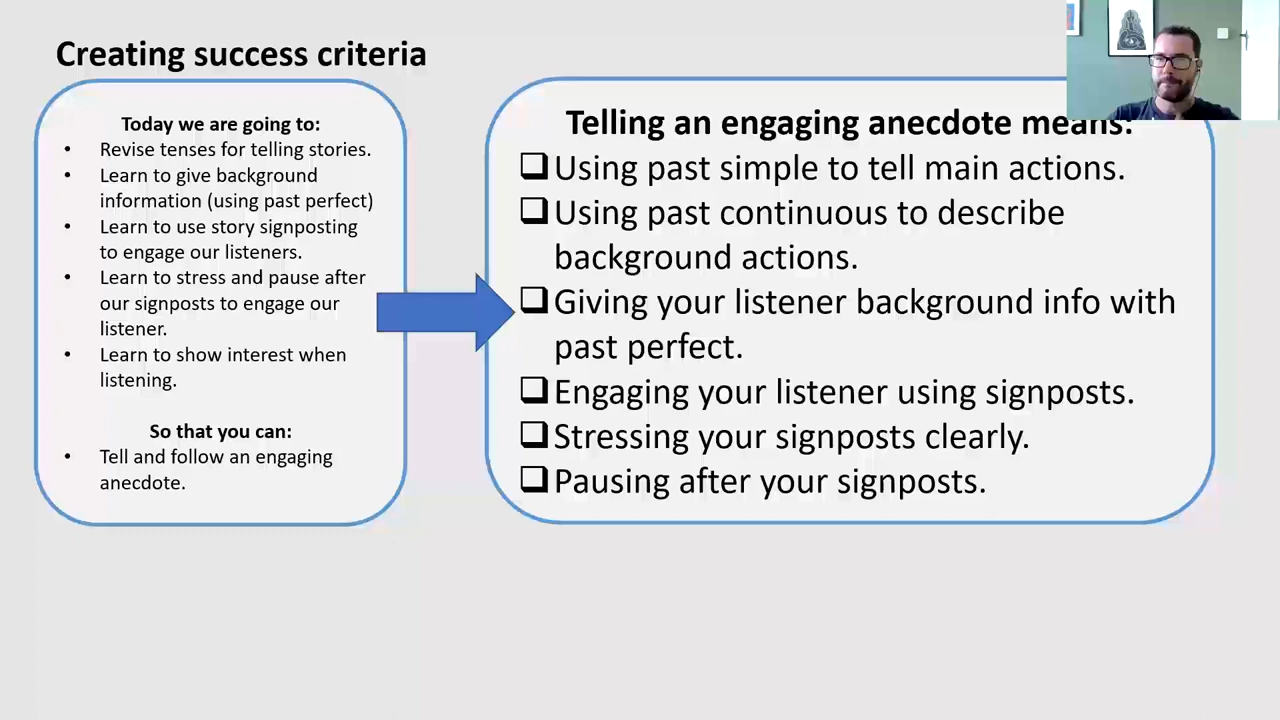 Creating success criteria
Today we are going to:
• Revise tenses for telling stories.
• Learn to give background
information (using past perfect)
• Learn to use story signposting
to engage our listeners.
• Learn to stress and pause after
our signposts to engage our
listener.
• Learn to show interest when
listening.
So that you can:
• Tell and follow an engaging
anecdote.
Telling an engaging anecdote means:
❑Using past simple to tell main actions.
❑Using past continuous to describe
background actions.
❑Giving your listener background info with
past perfect.
❑Engaging your listener using signposts.
❑Stressing your signposts clearly.
❑Pausing after your signposts.